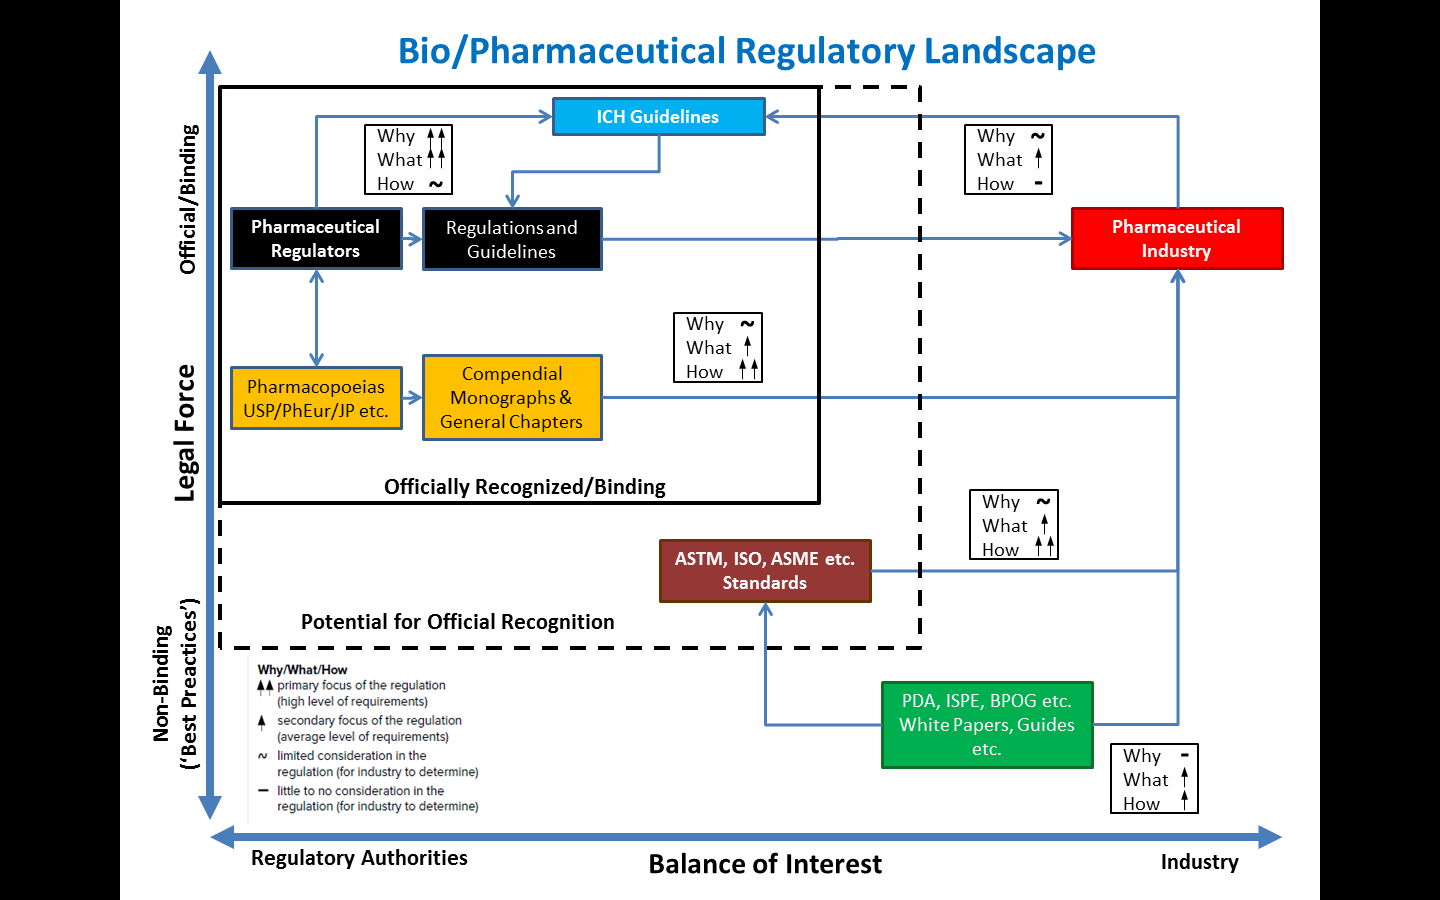 Bio/Pharmaceutical Regulatory Landscape
Official/Binding
Legal Force
Non-Binding
(‘Best Preactices’)
ICH Guidelines
Why ↑↑
What ↑↑
How ~
Why ~
What ↑
How -
Pharmaceutical
Regulators
Regulations and
Guidelines
Pharmaceutical
Industry
Why ~
What ↑
How ↑↑
Pharmacopoeias
USP/PhEur/JP etc.
Compendial
Monographs &
General Chapters
Officially Recognized/Binding
Why ~
What ↑
How ↑↑
ASTM, ISO, ASME etc.
Standards
Potential for Official Recognition
Why/What/How
↑↑ primary focus of the regulation
(high level of requirements)
↑ secondary focus of the regulation
(average level of requirements)
~ limited consideration in the
regulation (for industry to determine)
– little to no consideration in the
regulation (for industry to determine)
PDA, ISPE, BPOG etc.
White Papers, Guides
etc.
Why -
What ↑
How ↑
Regulatory Authorities
Balance of Interest
Industry